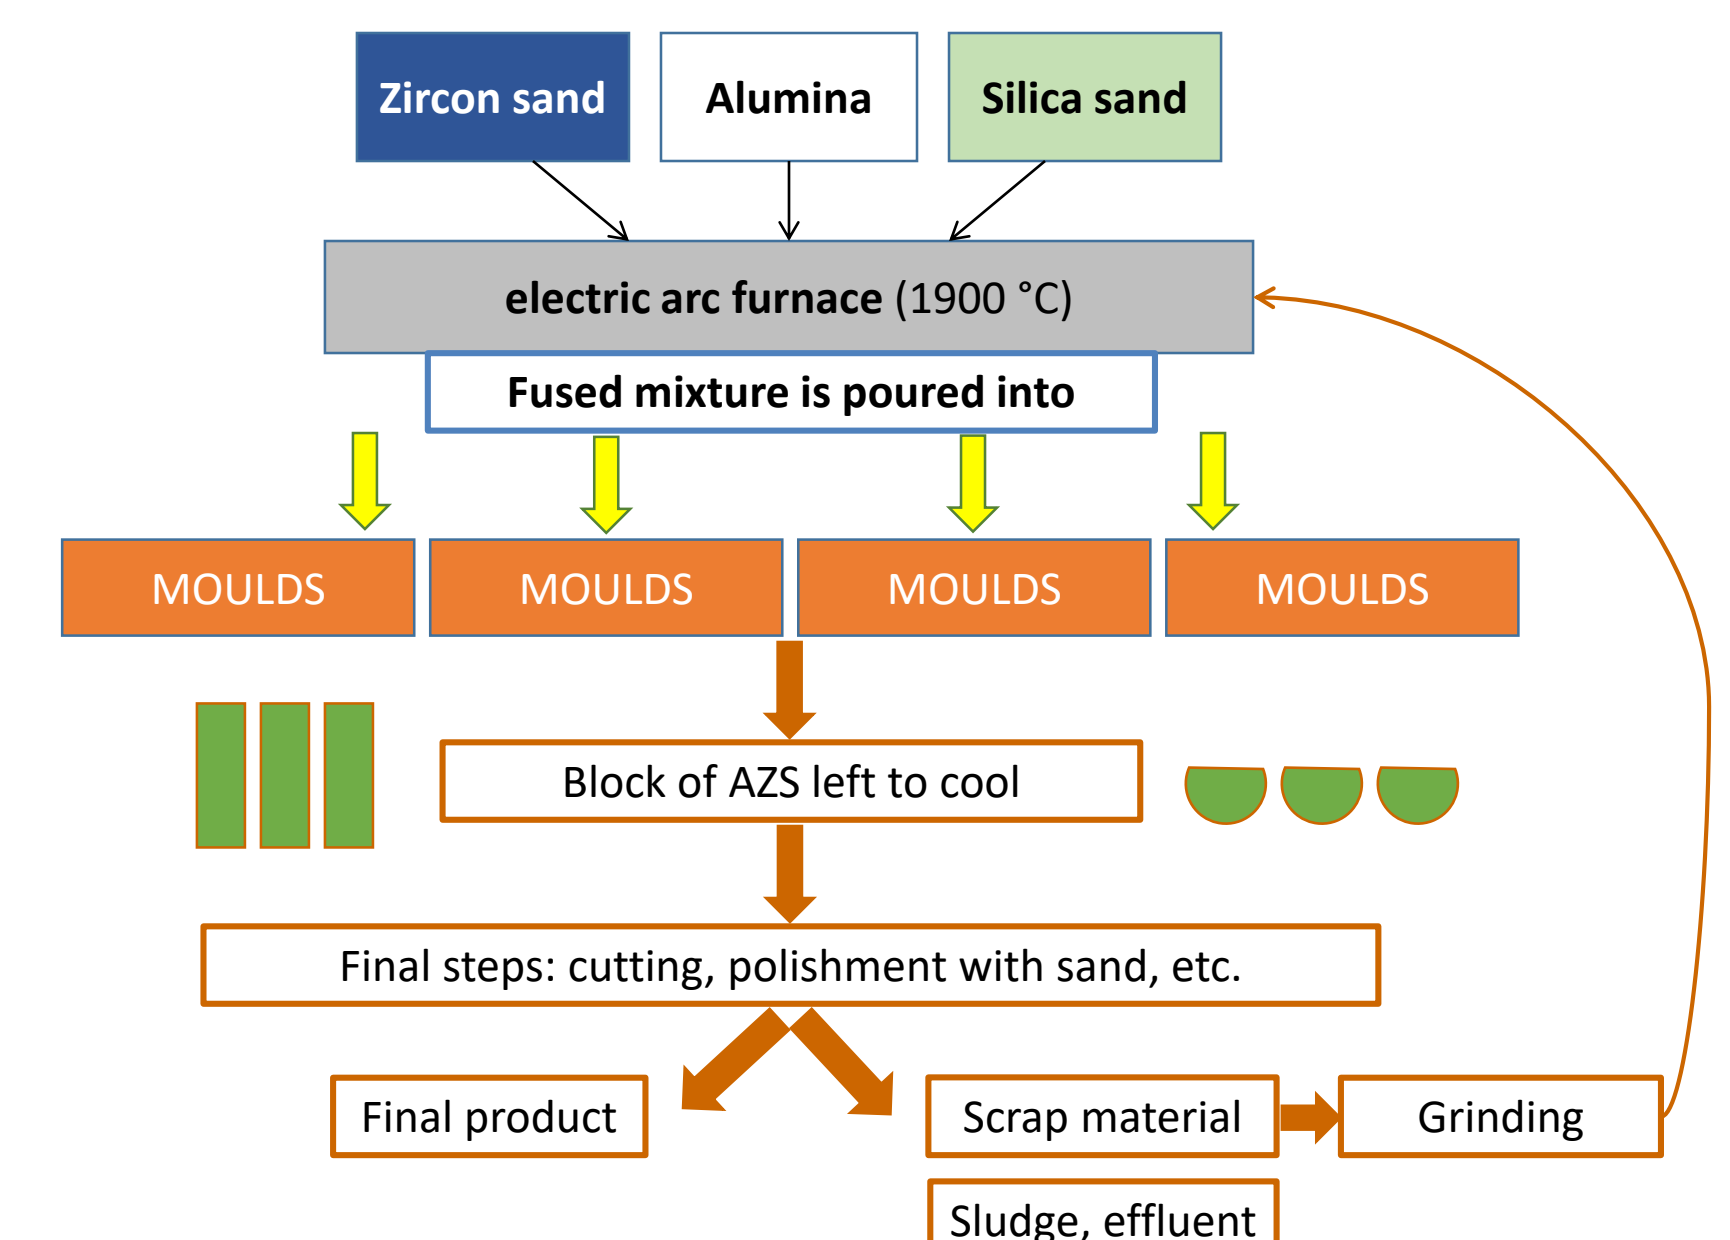 Zircon sand
Alumina
Silica sand
electric arc furnace (1900 °C)
Fused mixture is poured into
MOULDS
MOULDS
MOULDS
MOULDS
Block of AZS left to cool
Final steps: cutting, polishment with sand, etc.
Final product
Scrap material
Grinding
Sludge, effluent